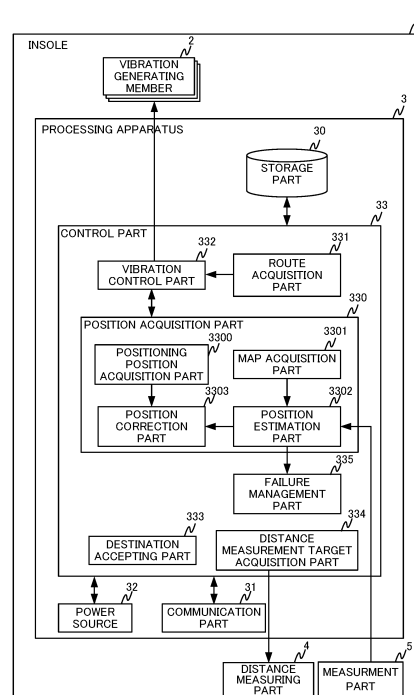 INSOLE
2
VIBRATION
GENERATING
MEMBER
3
PROCESSING APPARATUS
30
STORAGE
PART
33
CONTROL PART
332
VIBRATION
CONTROL PART
331
ROUTE
ACQUISITION
PART
330
POSITION ACQUISITION PART
3300
POSITIONING
POSITION
ACQUISITION PART
3301
MAP ACQUISITION
PART
3303
POSITION
CORRECTION
PART
3302
POSITION
ESTIMATION
PART
335
FAILURE
MANAGEMENT
PART
333
DESTINATION
ACCEPTING PART
334
DISTANCE
MEASUREMENT TARGET
ACQUISITION PART
32
POWER
SOURCE
31
COMMUNICATION
PART
4
DISTANCE
MEASURING
PART
5
MEASURMENT
PART